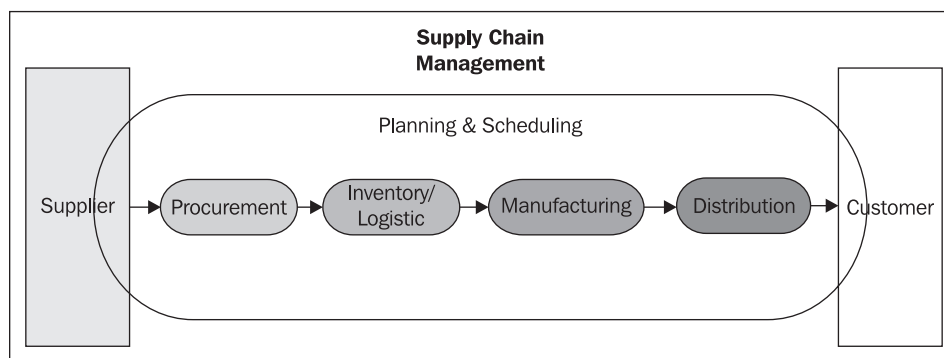 Supply Chain
Management
Planning & Scheduling
Supplier
Procurement
Inventory/
Logistic
Manufacturing
Distribution
Customer